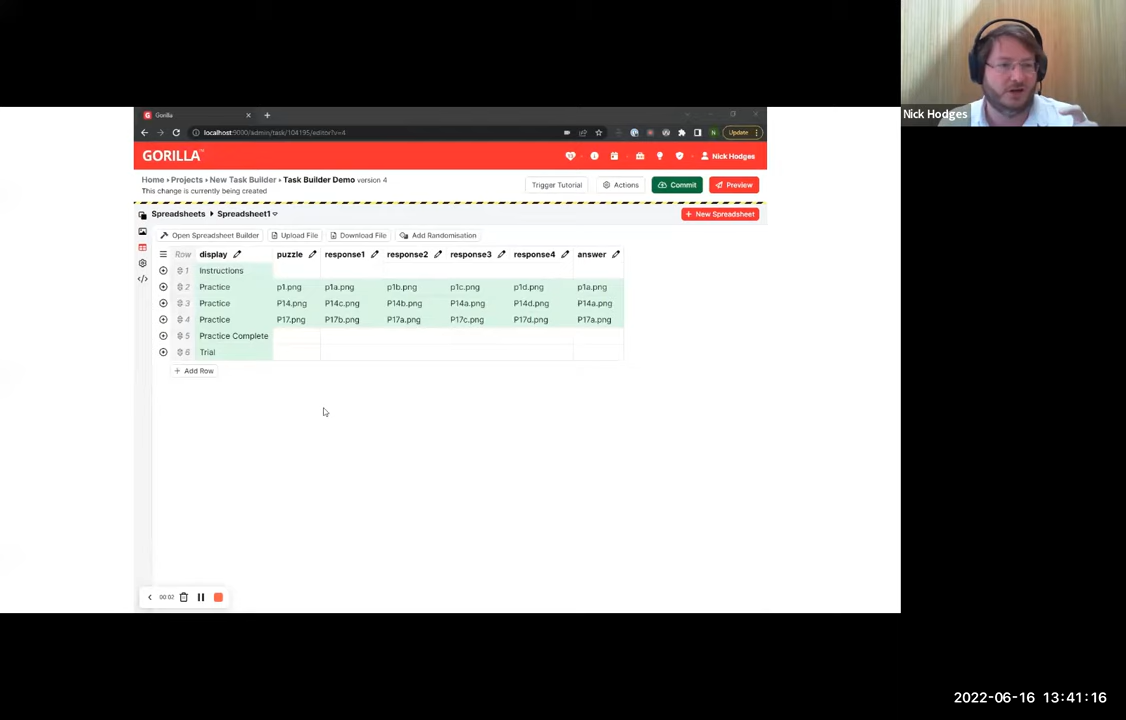 Nick Hodges
Gorilla
localhost:9030/admin/task/104195/editor?v=4
N
Update
GORILLA™
Nick Hodges
Home › Projects › New Task Builder › Task Builder Demo version 4
This change is currently being created
Trigger Tutorial
Actions
Commit
Preview
Spreadsheets
Spreadsheet1
New Spreadsheet
Open Spreadsheet Builder
Upload File
Download File
Add Randomisation
Row display puzzle response1 response2 response3 response4 answer
1 Instructions
2 Practice p1.png p1a.png p1b.png p1c.png p1d.png p1a.png
3 Practice P14.png P14c.png P14b.png P14a.png P14d.png P14a.png
4 Practice P17.png P17b.png P17a.png P17c.png P17d.png P17a.png
5 Practice Complete
6 Trial
+ Add Row
00:02
2022-06-16 13:41:16